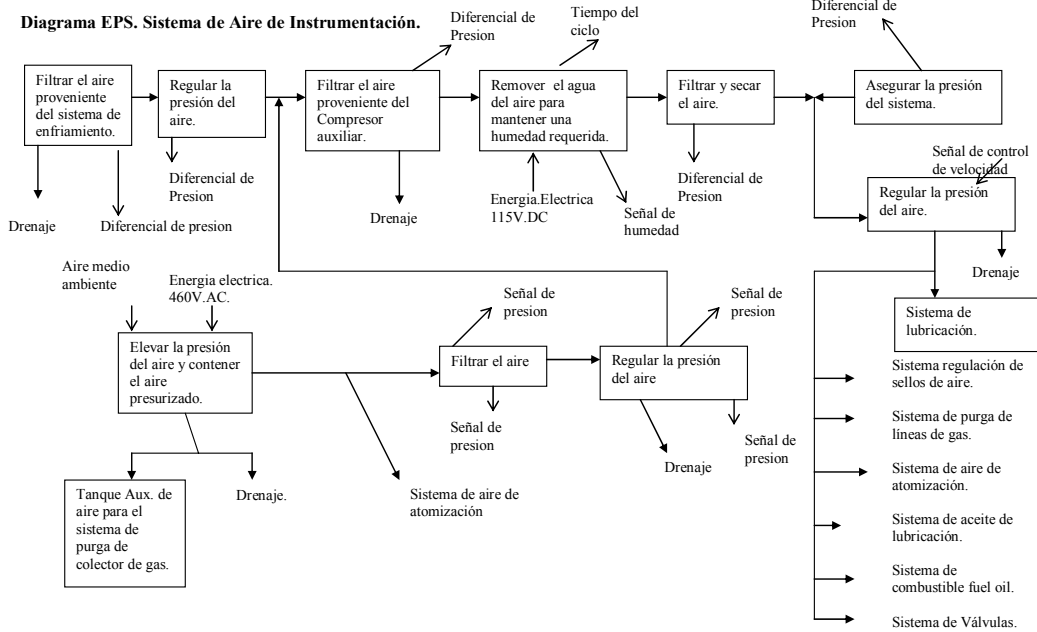 Diagrama EPS. Sistema de Aire de Instrumentación.
Diferencial de
Presion
Tiempo del
ciclo
Diferencial de
Presion
Filtrar el aire
proveniente
del sistema de
enfriamiento.
Regular la
presión del
aire.
Filtrar el aire
proveniente del
Compresor
auxiliar.
Remover el agua
del aire para
mantener una
humedad requerida.
Filtrar y secar
el aire.
Asegurar la presión
del sistema.
Drenaje
Diferencial de presion
Diferencial de
Presion
Drenaje
Energia.Electrica
115V.DC
Señal de
humedad
Diferencial de
Presion
Señal de control
de velocidad
Regular la presión
del aire.
Drenaje
Aire medio
ambiente
Energia electrica.
460V.AC.
Elevar la presión
del aire y contener
el aire
presurizado.
Señal de
presion
Filtrar el aire
Señal de
presion
Señal de
presion
Regular la presión
del aire
Drenaje
Señal de
presion
Tanque Aux. de
aire para el
sistema de
purga de
colector de gas.
Drenaje.
Sistema de aire de
atomización
Sistema de
lubricación.
Sistema regulación de
sellos de aire.
Sistema de purga de
líneas de gas.
Sistema de aire de
atomización.
Sistema de aceite de
lubricación.
Sistema de
combustible fuel oil.
Sistema de Válvulas.